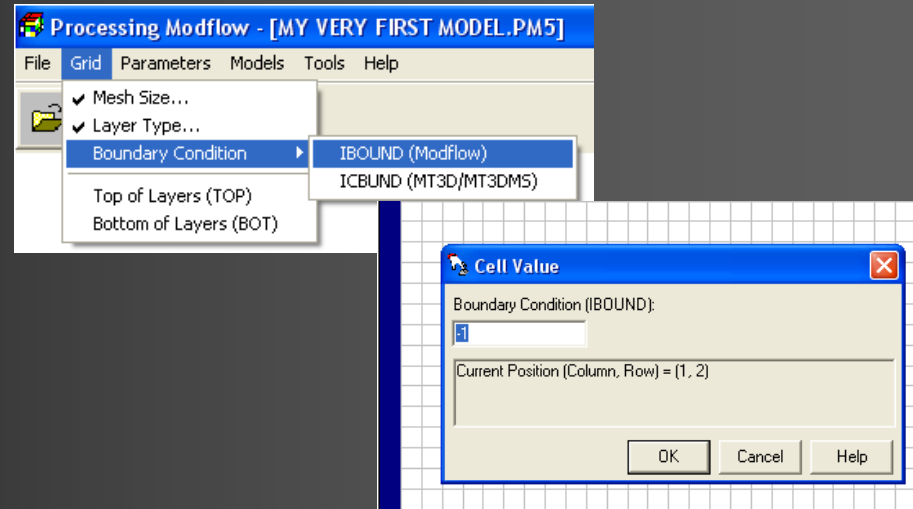 Processing Modflow - [MY VERY FIRST MODEL.PM5]
File Grid Parameters Models Tools Help
Mesh Size...
Layer Type...
Boundary Condition
IBOUND (Modflow)
ICBUND (MT3D/MT3DMS)
Top of Layers (TOP)
Bottom of Layers (BOT)
Cell Value
Boundary Condition (IBOUND):
-1
Current Position (Column, Row) = (1, 2)
OK Cancel Help